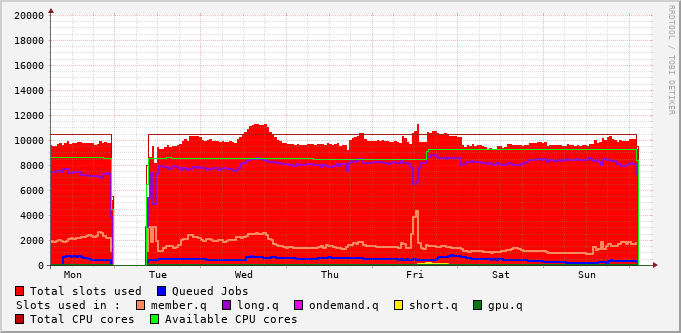 20000
18000
16000
14000
12000
10000
8000
6000
4000
2000
0
Mon Tue Wed Thu Fri Sat Sun
RRDTOOL / TOBI OETIKER
Total slots used Queued Jobs
Slots used in : member.q long.q ondemand.q short.q gpu.q
Total CPU cores Available CPU cores